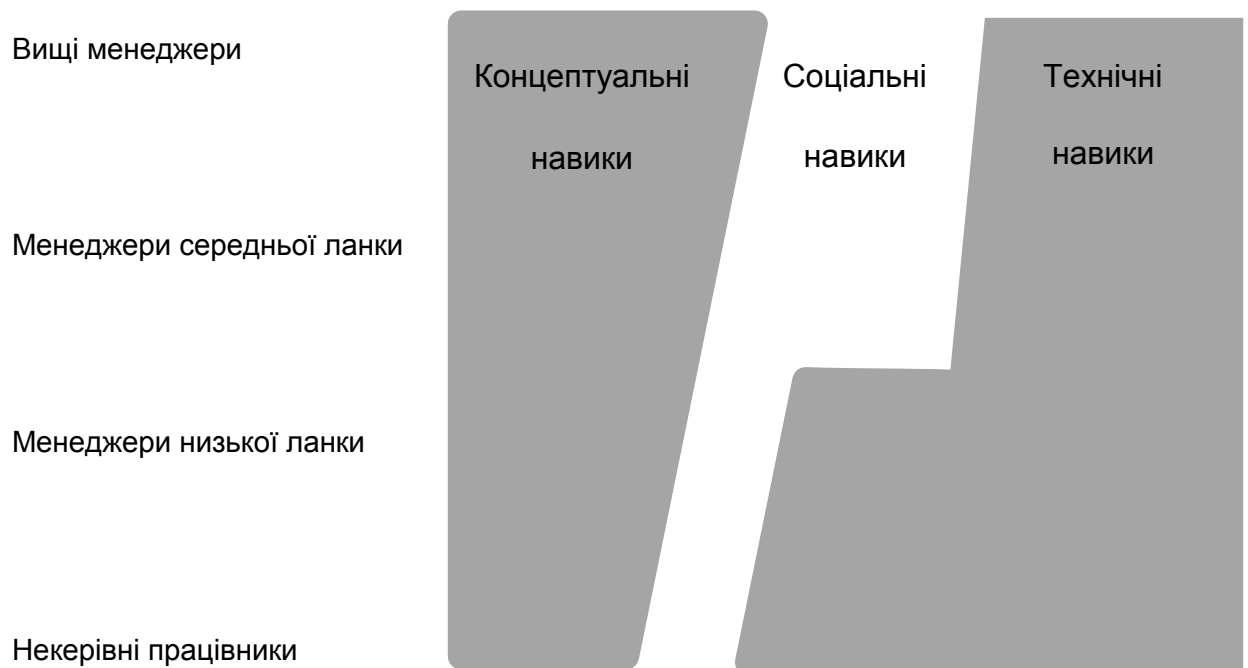 Вищі менеджери
Концептуальні
навики
Соціальні
навики
Технічні
навики
Менеджери середньої ланки
Менеджери низької ланки
Некерівні працівники